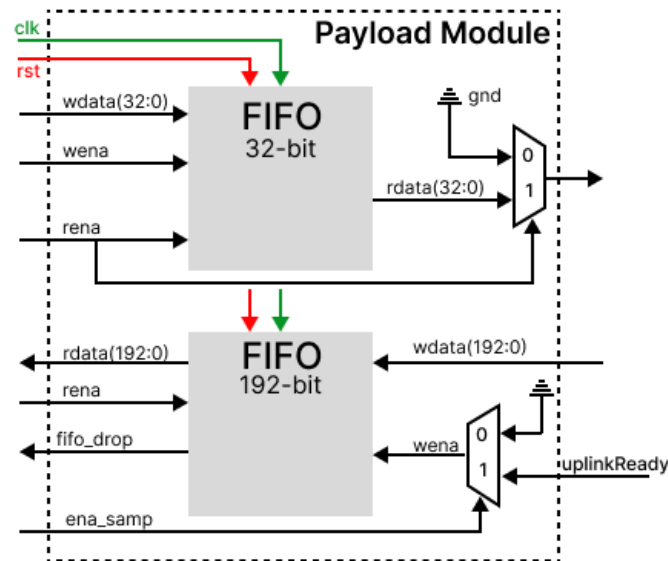 clk
Payload Module
rst
wdata(32:0)
FIFO
32-bit
gnd
wena
0
rdata(32:0)
1
rena
rdata(192:0)
FIFO
192-bit
wdata(192:0)
rena
fifo_drop
wena
0
1
uplinkReady
ena_samp